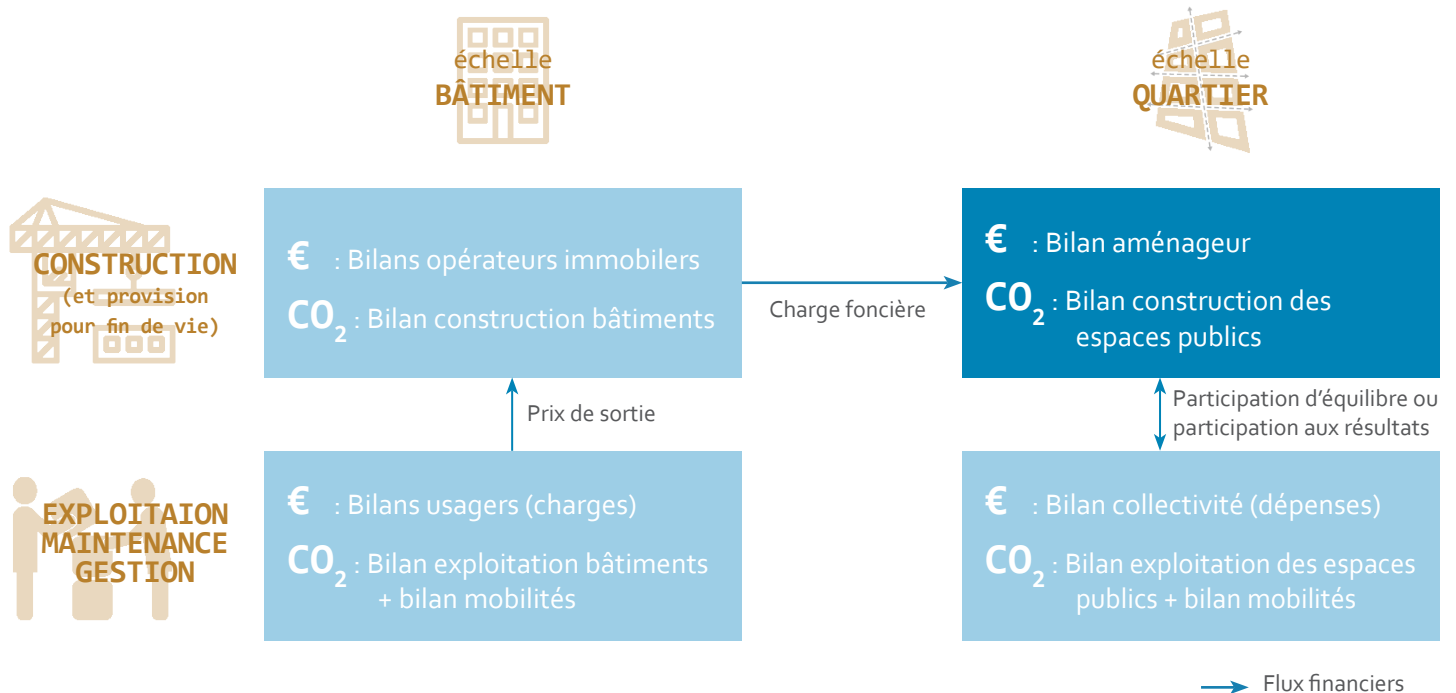 échelle
BÂTIMENT
échelle
QUARTIER
CONSTRUCTION
(et provision
pour fin de vie)
€ : Bilans opérateurs immobilers
CO2 : Bilan construction bâtiments
Charge foncière
€ : Bilan aménageur
CO2 : Bilan construction des
espaces publics
Prix de sortie
Participation d'équilibre ou
participation aux résultats
EXPLOITAION
MAINTENANCE
GESTION
€ : Bilans usagers (charges)
CO2 : Bilan exploitation bâtiments
+ bilan mobilités
€ : Bilan collectivité (dépenses)
CO2 : Bilan exploitation des espaces
publics + bilan mobilités
Flux financiers